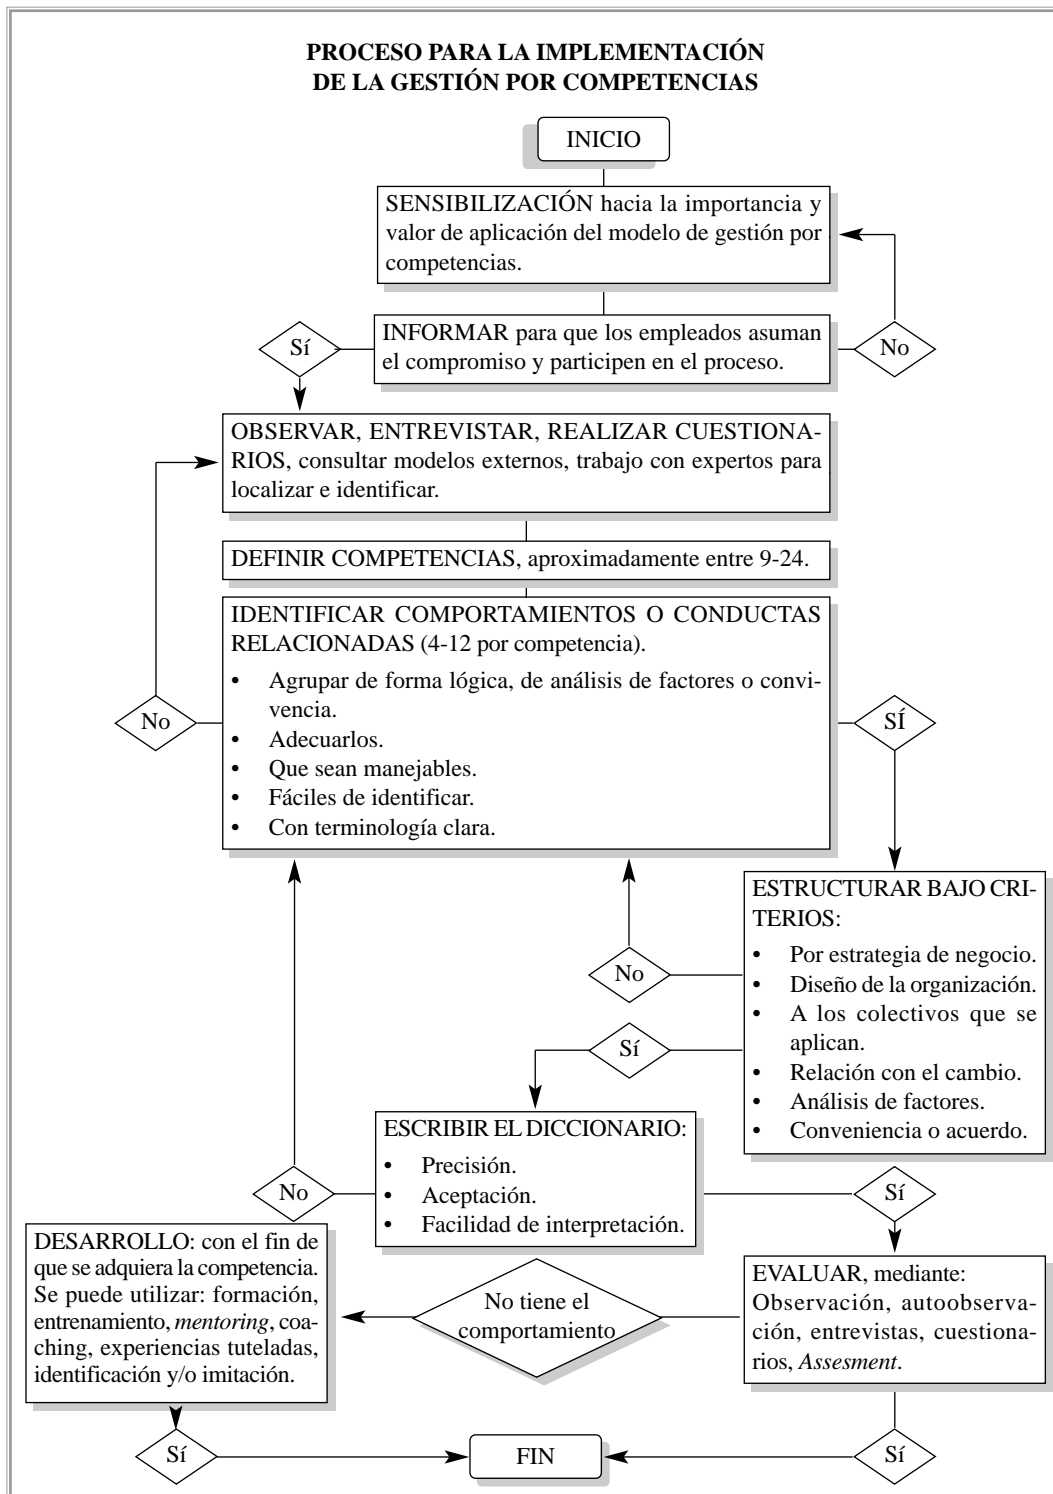 PROCESO PARA LA IMPLEMENTACIÓN
DE LA GESTIÓN POR COMPETENCIAS
INICIO
SENSIBILIZACIÓN hacia la importancia y
valor de aplicación del modelo de gestión por
competencias.
INFORMAR para que los empleados asuman
el compromiso y participen en el proceso.
Sí
No
OBSERVAR, ENTREVISTAR, REALIZAR CUESTIONA-
RIOS, consultar modelos externos, trabajo con expertos para
localizar e identificar.
DEFINIR COMPETENCIAS, aproximadamente entre 9-24.
IDENTIFICAR COMPORTAMIENTOS O CONDUCTAS
RELACIONADAS (4-12 por competencia).
• Agrupar de forma lógica, de análisis de factores o convi-
vencia.
• Adecuarlos.
• Que sean manejables.
• Fáciles de identificar.
• Con terminología clara.
No
SÍ
ESTRUCTURAR BAJO CRI-
TERIOS:
• Por estrategia de negocio.
• Diseño de la organización.
• A los colectivos que se
aplican.
• Relación con el cambio.
• Análisis de factores.
• Conveniencia o acuerdo.
No
Sí
ESCRIBIR EL DICCIONARIO:
• Precisión.
• Aceptación.
• Facilidad de interpretación.
No
Sí
DESARROLLO: con el fin de
que se adquiera la competencia.
Se puede utilizar: formación,
entrenamiento, mentoring, coa-
ching, experiencias tuteladas,
identificación y/o imitación.
No tiene el
comportamiento
EVALUAR, mediante:
Observación, autoobserva-
ción, entrevistas, cuestiona-
rios, Assesment.
Sí
FIN
Sí